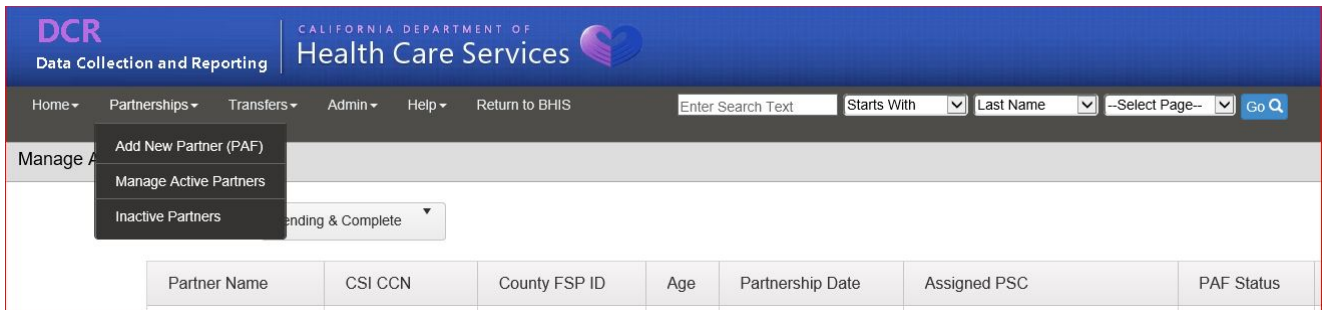 DCR
Data Collection and Reporting
CALIFORNIA DEPARTMENT OF
Health Care Services
Home Partnerships Transfers Admin Help Return to BHIS Enter Search Text Starts With Last Name --Select Page-- Go
Add New Partner (PAF)
Manage A
Manage Active Partners
Inactive Partners
ending & Complete
Partner Name CSI CCN County FSP ID Age Partnership Date Assigned PSC PAF Status